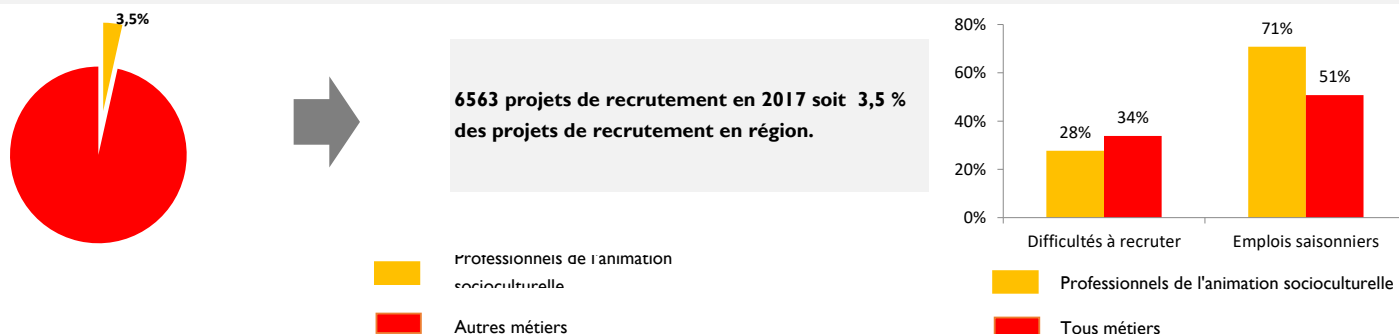 3,5%
6563 projets de recrutement en 2017 soit 3,5 %
des projets de recrutement en région.
Professionnels de l'animation
socioculturelle
Autres métiers
80%
60%
40%
20%
0%
28%
34%
71%
51%
Difficultés à recruter
Emplois saisonniers
Professionnels de l'animation socioculturelle
Tous métiers